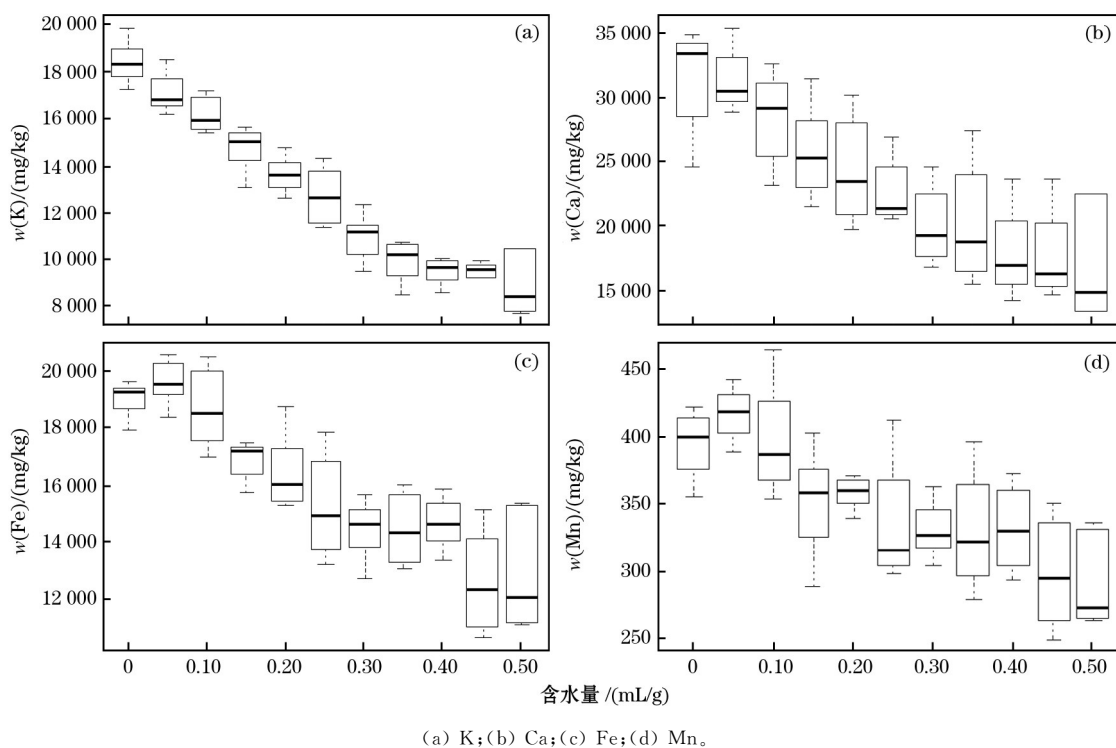 20 000
18 000
16 000
14 000
12 000
10 000
8 000
w(K)/(mg/kg)
(a)
35 000
30 000
25 000
20 000
15 000
w(Ca)/(mg/kg)
(b)
20 000
18 000
16 000
14 000
12 000
w(Fe)/(mg/kg)
(c)
450
400
350
300
250
w(Mn)/(mg/kg)
(d)
0 0.10 0.20 0.30 0.40 0.50
0 0.10 0.20 0.30 0.40 0.50
含水量 /(mL/g)
(a) K;(b) Ca;(c) Fe;(d) Mn。